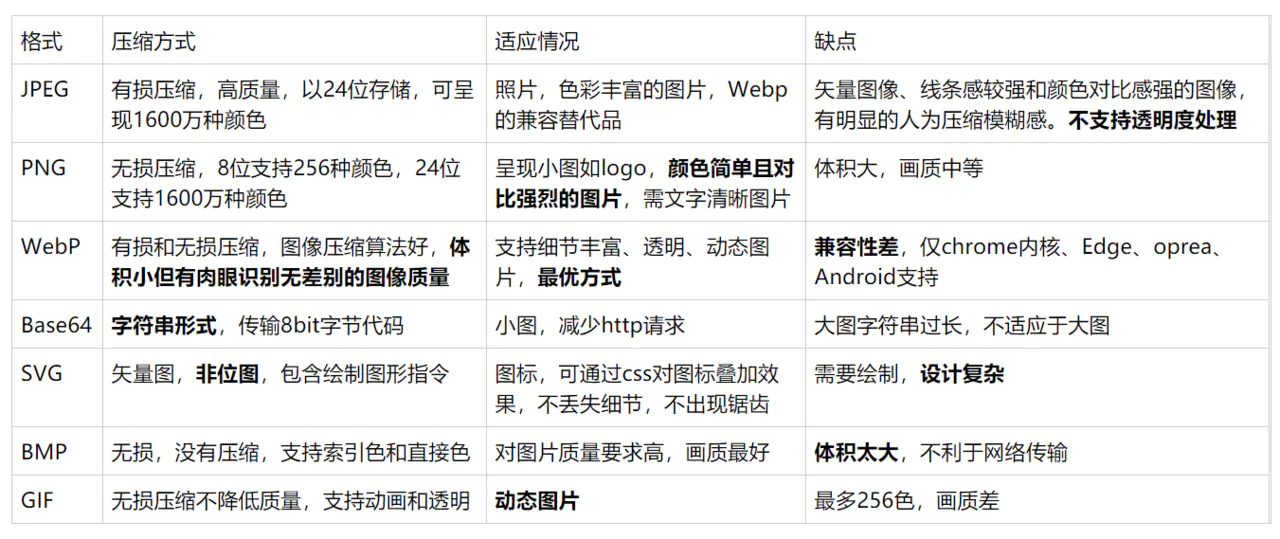 格式 压缩方式 适应情况 缺点
JPEG 有损压缩，高质量，以24位存储，可呈现1600万种颜色 照片，色彩丰富的图片，Webp的兼容替代品 矢量图像、线条感较强和颜色对比感强的图像，有明显的人为压缩模糊感。不支持透明度处理
PNG 无损压缩，8位支持256种颜色，24位支持1600万种颜色 呈现小图如logo，颜色简单且对比强烈的图片，需文字清晰图片 体积大，画质中等
WebP 有损和无损压缩，图像压缩算法好，体积小但有肉眼识别无差别的图像质量 支持细节丰富、透明、动态图片，最优方式 兼容性差，仅chrome内核、Edge、oprea、Android支持
Base64 字符串形式，传输8bit字节代码 小图，减少http请求 大图字符串过长，不适应于大图
SVG 矢量图，非位图，包含绘制图形指令 图标，可通过css对图标叠加效果，不丢失细节，不出现锯齿 需要绘制，设计复杂
BMP 无损，没有压缩，支持索引色和直接色 对图片质量要求高，画质最好 体积太大，不利于网络传输
GIF 无损压缩不降低质量，支持动画和透明 动态图片 最多256色，画质差